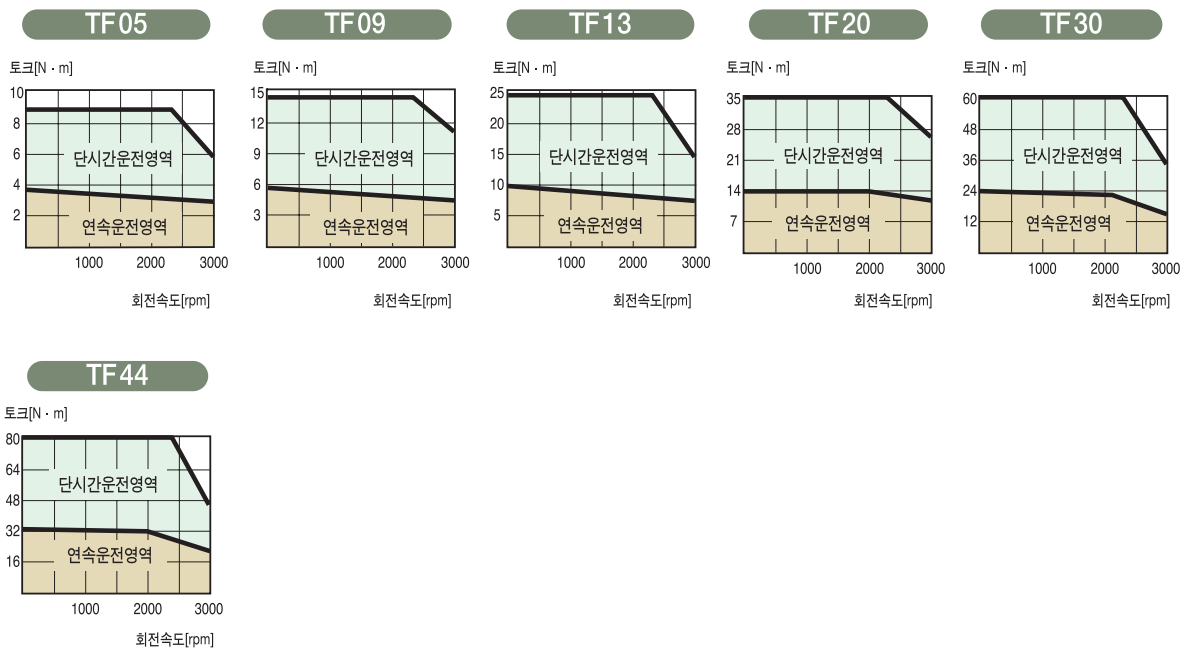 TF05
토크[N · m]
10
8
6
4
2
단시간운전영역
연속운전영역
1000 2000 3000
회전속도[rpm]
TF09
토크[N · m]
15
12
9
6
3
단시간운전영역
연속운전영역
1000 2000 3000
회전속도[rpm]
TF13
토크[N · m]
25
20
15
10
5
단시간운전영역
연속운전영역
1000 2000 3000
회전속도[rpm]
TF20
토크[N · m]
35
28
21
14
7
단시간운전영역
연속운전영역
1000 2000 3000
회전속도[rpm]
TF30
토크[N · m]
60
48
36
24
12
단시간운전영역
연속운전영역
1000 2000 3000
회전속도[rpm]
TF44
토크[N · m]
80
64
48
32
16
단시간운전영역
연속운전영역
1000 2000 3000
회전속도[rpm]